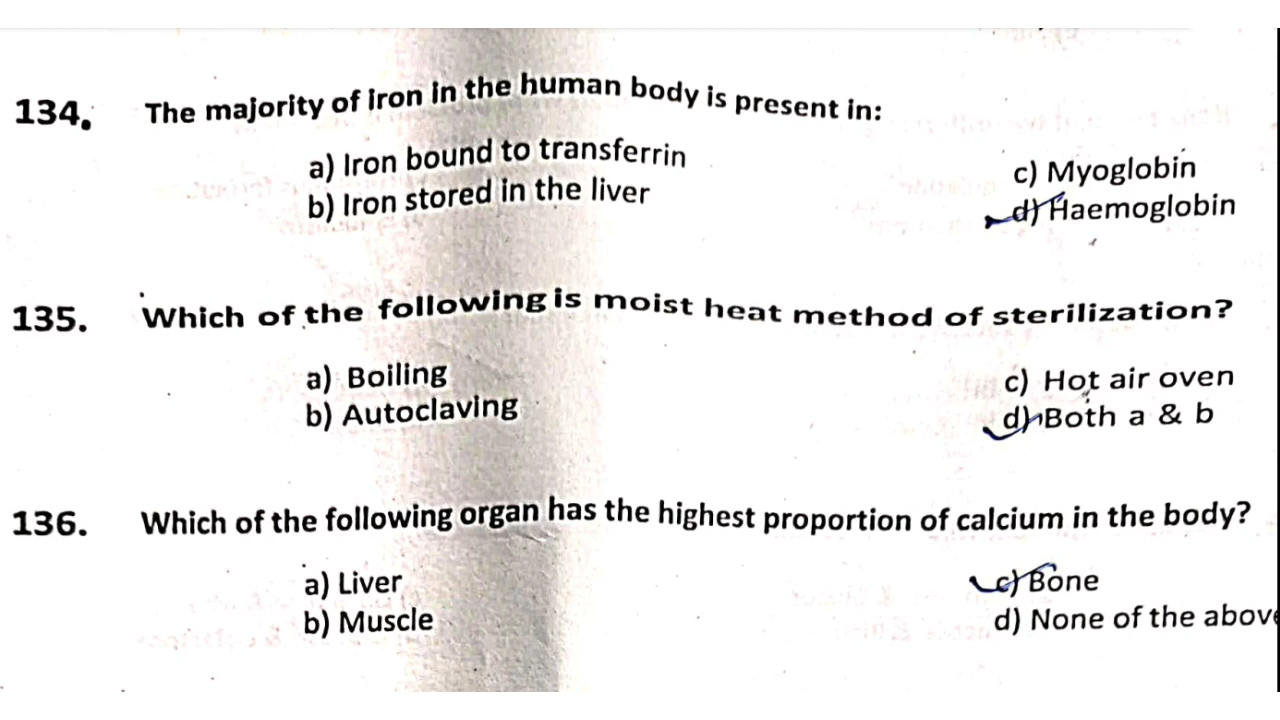 134. The majority of iron in the human body is present in:
a) Iron bound to transferrin
c) Myoglobin
b) Iron stored in the liver
d) Haemoglobin
135. Which of the following is moist heat method of sterilization?
a) Boiling
c) Hot air oven
b) Autoclaving
d) Both a & b
136. Which of the following organ has the highest proportion of calcium in the body?
a) Liver
c) Bone
b) Muscle
d) None of the above